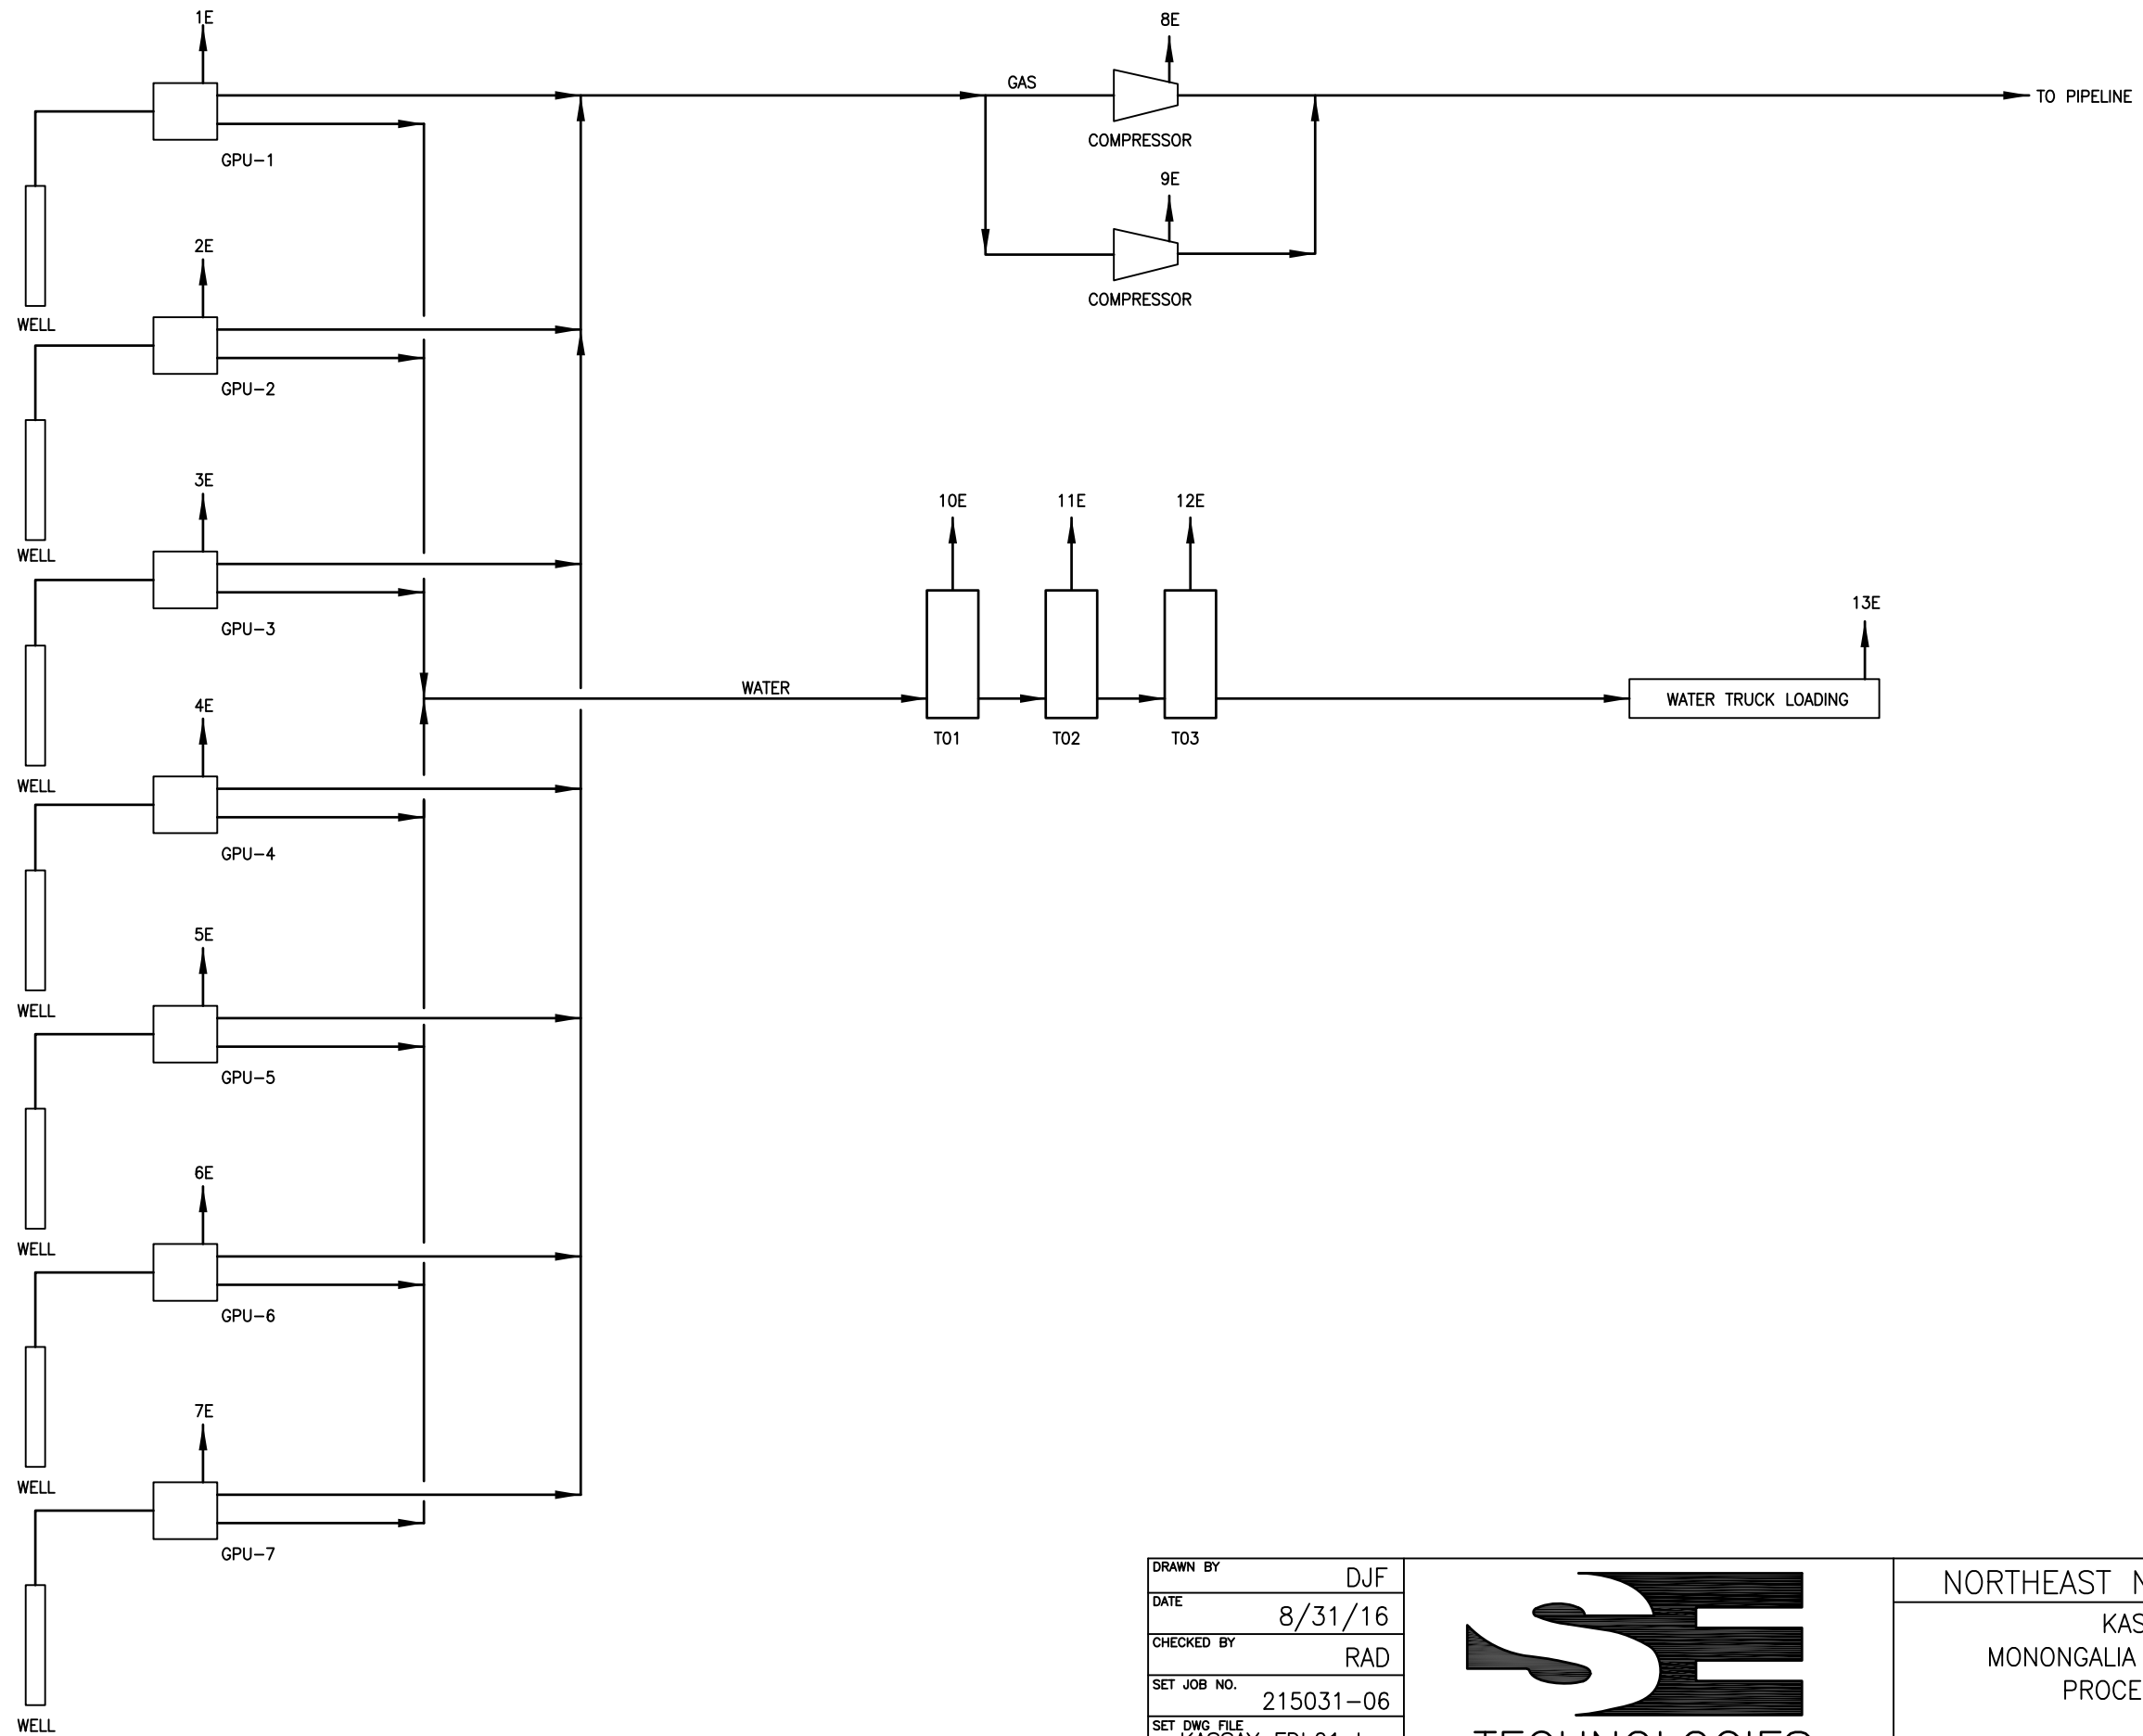 1E
8E
GAS
TO PIPELINE
COMPRESSOR
GPU-1
9E
2E
COMPRESSOR
WELL
GPU-2
3E
10E
11E
12E
WELL
13E
GPU-3
WATER
WATER TRUCK LOADING
4E
T01
T02
T03
WELL
GPU-4
5E
WELL
GPU-5
6E
WELL
GPU-6
7E
WELL
GPU-7
WELL
DRAWN BY
DJF
DATE
8/31/16
CHECKED BY
RAD
SET JOB NO.
215031-06
SET DWG FILE
SE
TECHNOLOGIES
NORTHEAST N
KAS
MONONGALIA
PROCE